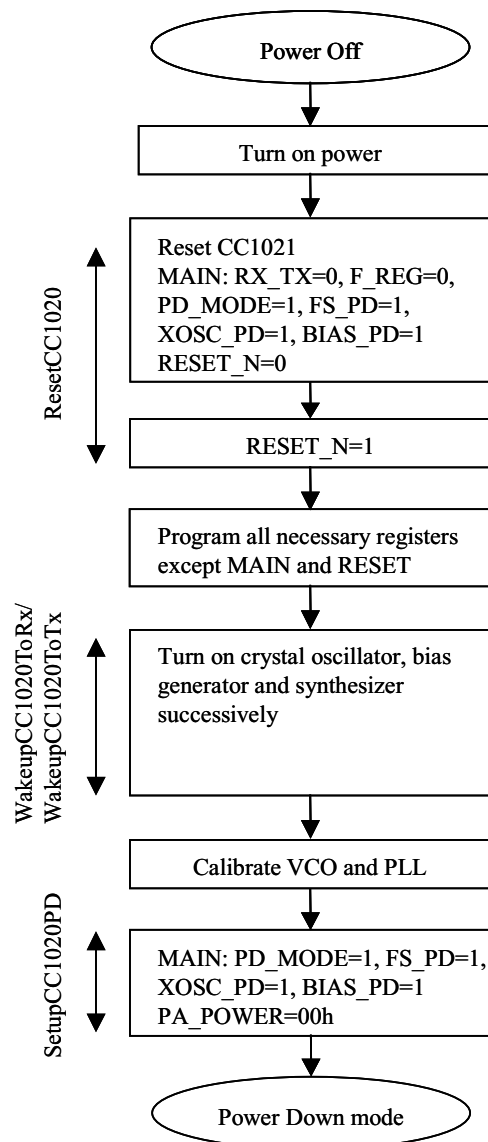 Power Off
Turn on power
ResetCC1020
Reset CC1021
MAIN: RX_TX=0, F_REG=0,
PD_MODE=1, FS_PD=1,
XOSC_PD=1, BIAS_PD=1
RESET_N=0
RESET_N=1
Program all necessary registers
except MAIN and RESET
WakeupCC1020ToRx/
WakeupCC1020ToTx
Turn on crystal oscillator, bias
generator and synthesizer
successively
Calibrate VCO and PLL
SetupCC1020PD
MAIN: PD_MODE=1, FS_PD=1,
XOSC_PD=1, BIAS_PD=1
PA_POWER=00h
Power Down mode